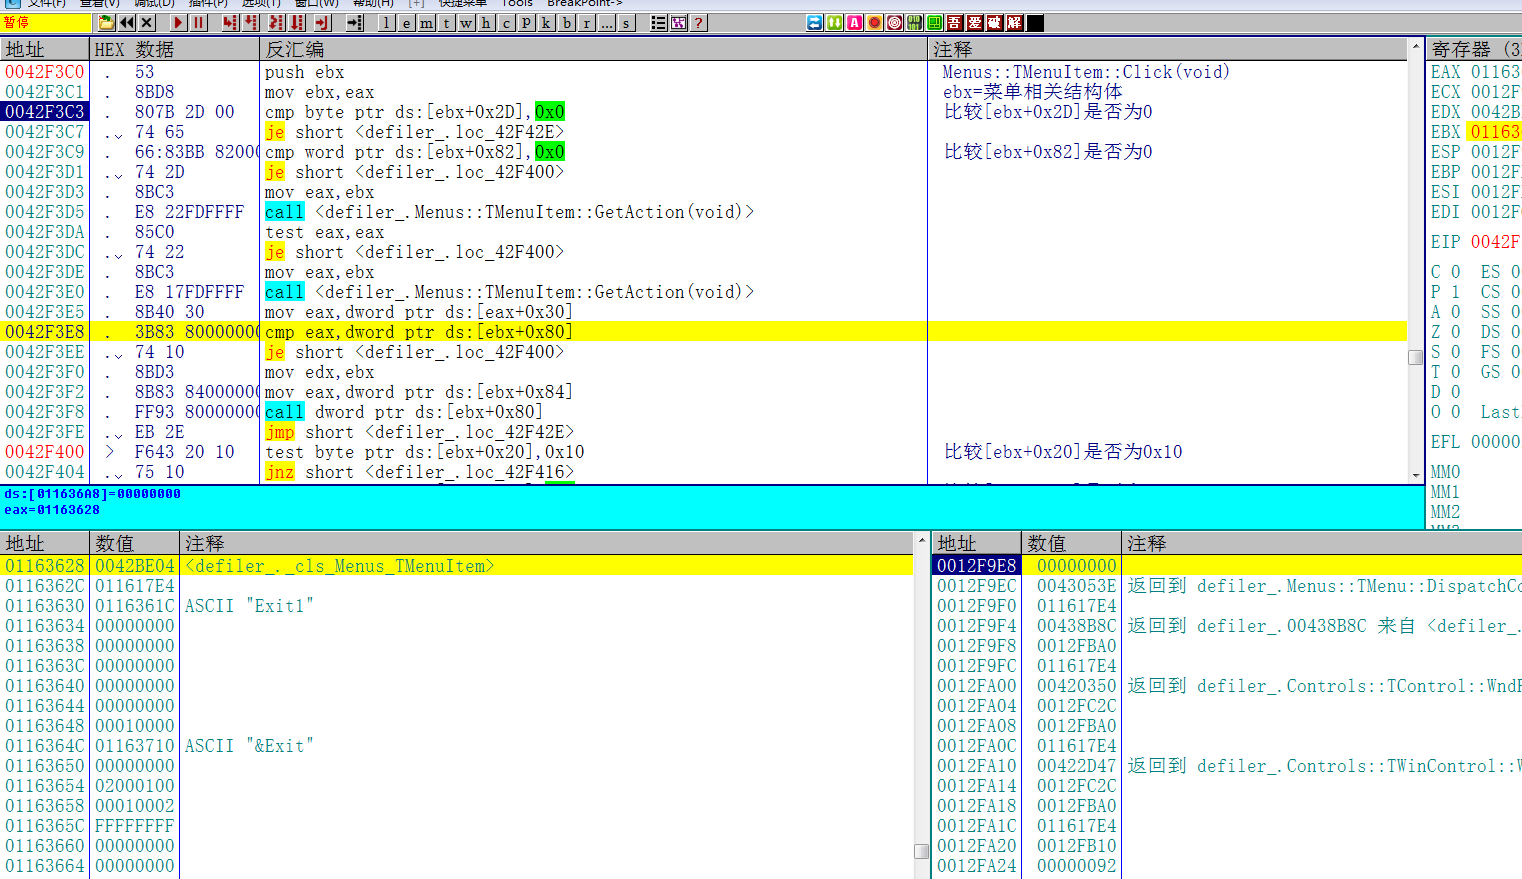 文件(F) 查看(V) 调试(D) 插件(P) 选项(T) 窗口(W) 帮助(H) [+] 快捷菜单 Tools BreakPoint->
暂停 l e m t w h c p k b r ... s ? A 吾 爱 破 解
地址 HEX 数据 反汇编 注释 寄存器 (3
0042F3C0 . 53 push ebx Menus::TMenuItem::Click(void)
0042F3C1 . 8BD8 mov ebx,eax ebx=菜单相关结构体
0042F3C3 . 807B 2D 00 cmp byte ptr ds:[ebx+0x2D],0x0 比较[ebx+0x2D]是否为0
0042F3C7 .v 74 65 je short <defiler_.loc_42F42E>
0042F3C9 . 66:83BB 82000 cmp word ptr ds:[ebx+0x82],0x0 比较[ebx+0x82]是否为0
0042F3D1 .v 74 2D je short <defiler_.loc_42F400>
0042F3D3 . 8BC3 mov eax,ebx
0042F3D5 . E8 22FDFFFF call <defiler_.Menus::TMenuItem::GetAction(void)>
0042F3DA . 85C0 test eax,eax
0042F3DC .v 74 22 je short <defiler_.loc_42F400>
0042F3DE . 8BC3 mov eax,ebx
0042F3E0 . E8 17FDFFFF call <defiler_.Menus::TMenuItem::GetAction(void)>
0042F3E5 . 8B40 30 mov eax,dword ptr ds:[eax+0x30]
0042F3E8 . 3B83 80000000 cmp eax,dword ptr ds:[ebx+0x80]
0042F3EE .v 74 10 je short <defiler_.loc_42F400>
0042F3F0 . 8BD3 mov edx,ebx
0042F3F2 . 8B83 84000000 mov eax,dword ptr ds:[ebx+0x84]
0042F3F8 . FF93 80000000 call dword ptr ds:[ebx+0x80]
0042F3FE .v EB 2E jmp short <defiler_.loc_42F42E>
0042F400 > F643 20 10 test byte ptr ds:[ebx+0x20],0x10 比较[ebx+0x20]是否为0x10
0042F404 .v 75 10 jnz short <defiler_.loc_42F416>
EAX 01163
ECX 0012F
EDX 0042B
EBX 01163
ESP 0012F
EBP 0012F
ESI 0012F
EDI 0012F
EIP 0042F
C 0 ES 0
P 1 CS 0
A 0 SS 0
Z 0 DS 0
S 0 FS 0
T 0 GS 0
D 0
O 0 Last
EFL 00000
MM0
MM1
MM2
ds:[011636A8]=00000000
eax=01163628
地址 数值 注释
01163628 0042BE04 <defiler_._cls_Menus_TMenuItem>
0116362C 011617E4
01163630 0116361C ASCII "Exit1"
01163634 00000000
01163638 00000000
0116363C 00000000
01163640 00000000
01163644 00000000
01163648 00010000
0116364C 01163710 ASCII "&Exit"
01163650 00000000
01163654 02000100
01163658 00010002
0116365C FFFFFFFF
01163660 00000000
01163664 00000000
地址 数值 注释
0012F9E8 00000000
0012F9EC 0043053E 返回到 defiler_.Menus::TMenu::DispatchCo
0012F9F0 011617E4
0012F9F4 00438B8C 返回到 defiler_.00438B8C 来自 <defiler_.
0012F9F8 0012FBA0
0012F9FC 011617E4
0012FA00 00420350 返回到 defiler_.Controls::TControl::Wnd
0012FA04 0012FC2C
0012FA08 0012FBA0
0012FA0C 011617E4
0012FA10 00422D47 返回到 defiler_.Controls::TWinControl::W
0012FA14 0012FC2C
0012FA18 0012FBA0
0012FA1C 011617E4
0012FA20 0012FB10
0012FA24 00000092